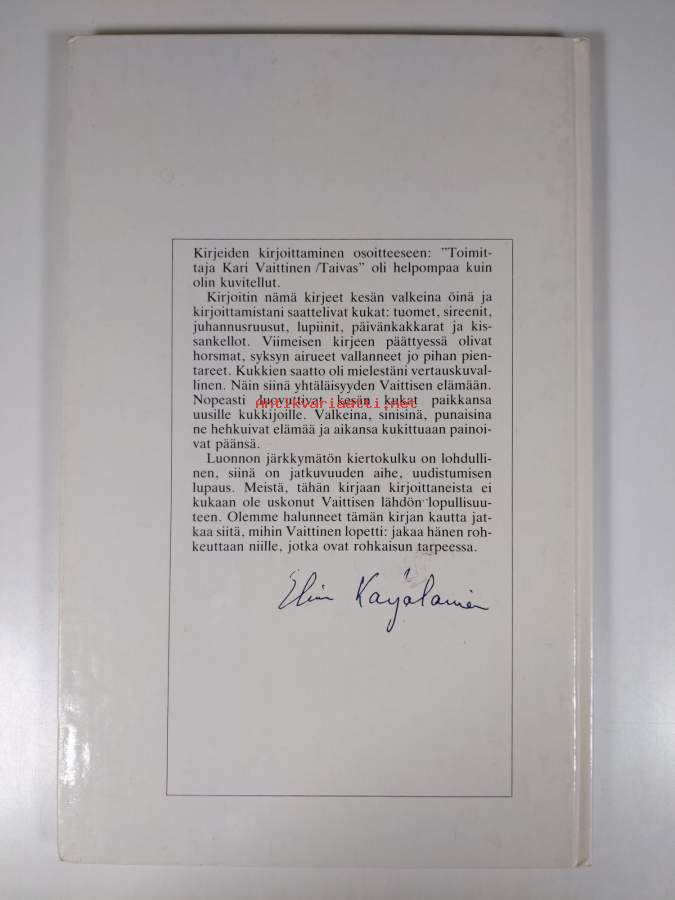 Kirjeiden kirjoittaminen osoitteeseen: ”Toimit-
taja Kari Vaittinen /Taivas” oli helpompaa kuin
olin kuvitellut.
Kirjoitin nämä kirjeet kesän valkeina öinä ja
kirjoittamistani saattelivat kukat: tuomet, sireenit,
juhannusruusut, lupiinit, päivänkakkarat ja kis-
sankellot. Viimeisen kirjeen päättyessä olivat
horsmat, syksyn airueet vallanneet jo pihan pien-
tareet. Kukkien saatto oli mielestäni vertauskuval-
linen. Näin siinä yhtäläisyyden Vaittisen elämään.
Nopeasti luovuttivat kesän kukat paikkansa
Antikvariaatti.net
uusille kukkijoille. Valkeina, sinisinä, punaisina
ne hehkuivat elämää ja aikansa kukittuaan painoi-
vat päänsä.
Luonnon järkkymätön kiertokulku on lohdulli-
nen, siinä on jatkuvuuden aihe, uudistumisen
lupaus. Meistä, tähän kirjaan kirjoittaneista ei
kukaan ole uskonut Vaittisen lähdön lopullisuu-
teen. Olemme halunneet tämän kirjan kautta jat-
kaa siitä, mihin Vaittinen lopetti: jakaa hänen roh-
keuttaan niille, jotka ovat rohkaisun tarpeessa.
Elina Karjalainen